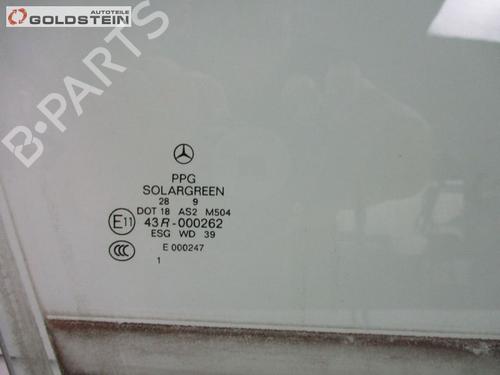 AUTOTEILE
GOLDSTEIN
B-PARTS
PPG
SOLARGREEN
28 9
DOT 18 AS2 M504
E11 43R-000262
ESG WD 39
CCC E 000247
1